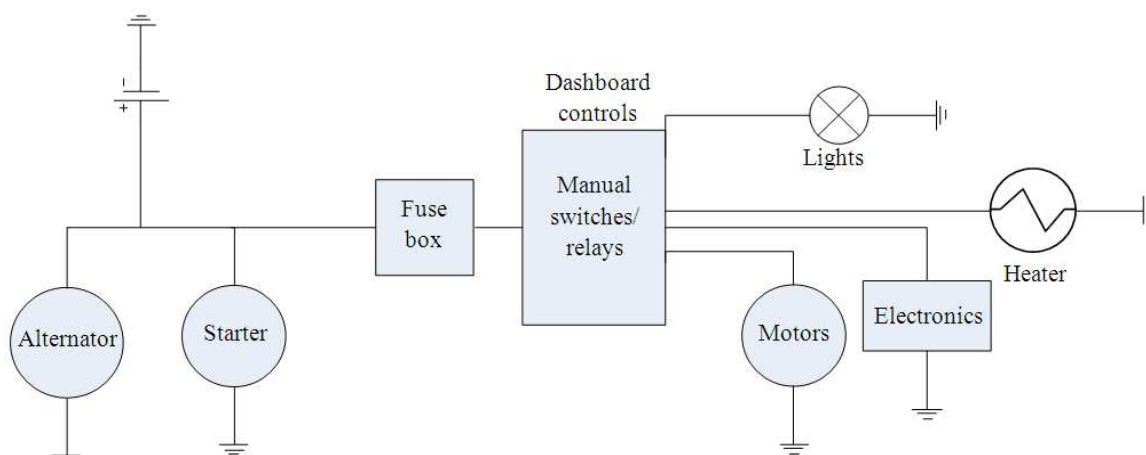 -
+
Dashboard
controls
Manual
switches/
relays
Fuse
box
Lights
Heater
Alternator
Starter
Motors
Electronics